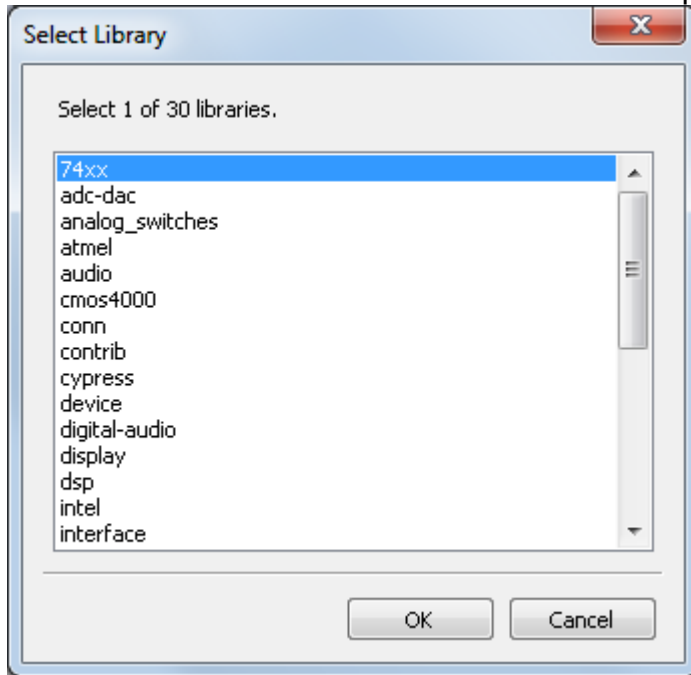 Select Library
Select 1 of 30 libraries.
74xx
adc-dac
analog_switches
atmel
audio
cmos4000
conn
contrib
cypress
device
digital-audio
display
dsp
intel
interface
OK
Cancel